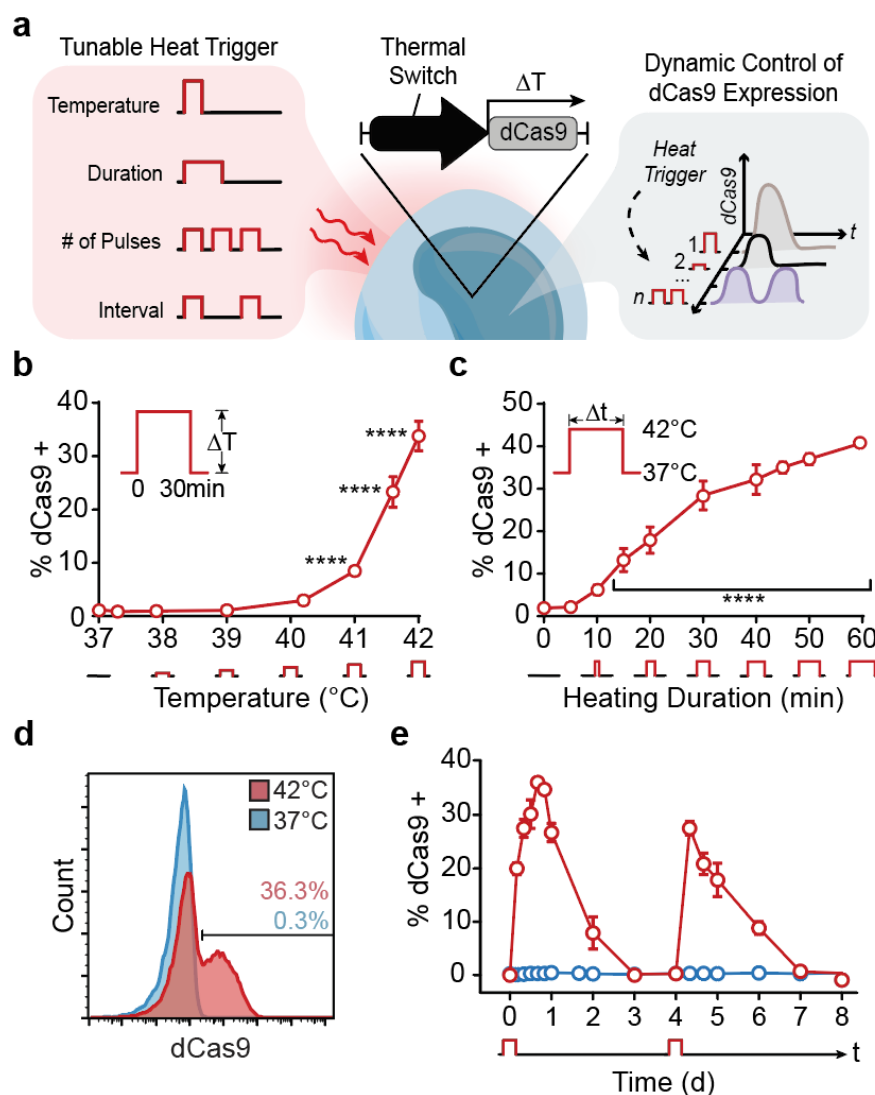 a
Tunable Heat Trigger
Temperature
Duration
# of Pulses
Interval
Thermal
Switch
ΔT
dCas9
Dynamic Control of
dCas9 Expression
Heat
Trigger
dCas9
t
1
2
...
n
b
% dCas9 +
40
30
20
10
0
ΔT
0 30min
****
****
****
37 38 39 40 41 42
Temperature (°C)
c
% dCas9 +
50
40
30
20
10
0
Δt
42°C
37°C
****
0 10 20 30 40 50 60
Heating Duration (min)
d
Count
42°C
37°C
36.3%
0.3%
dCas9
e
% dCas9 +
40
30
20
10
0
0 1 2 3 4 5 6 7 8
t
Time (d)